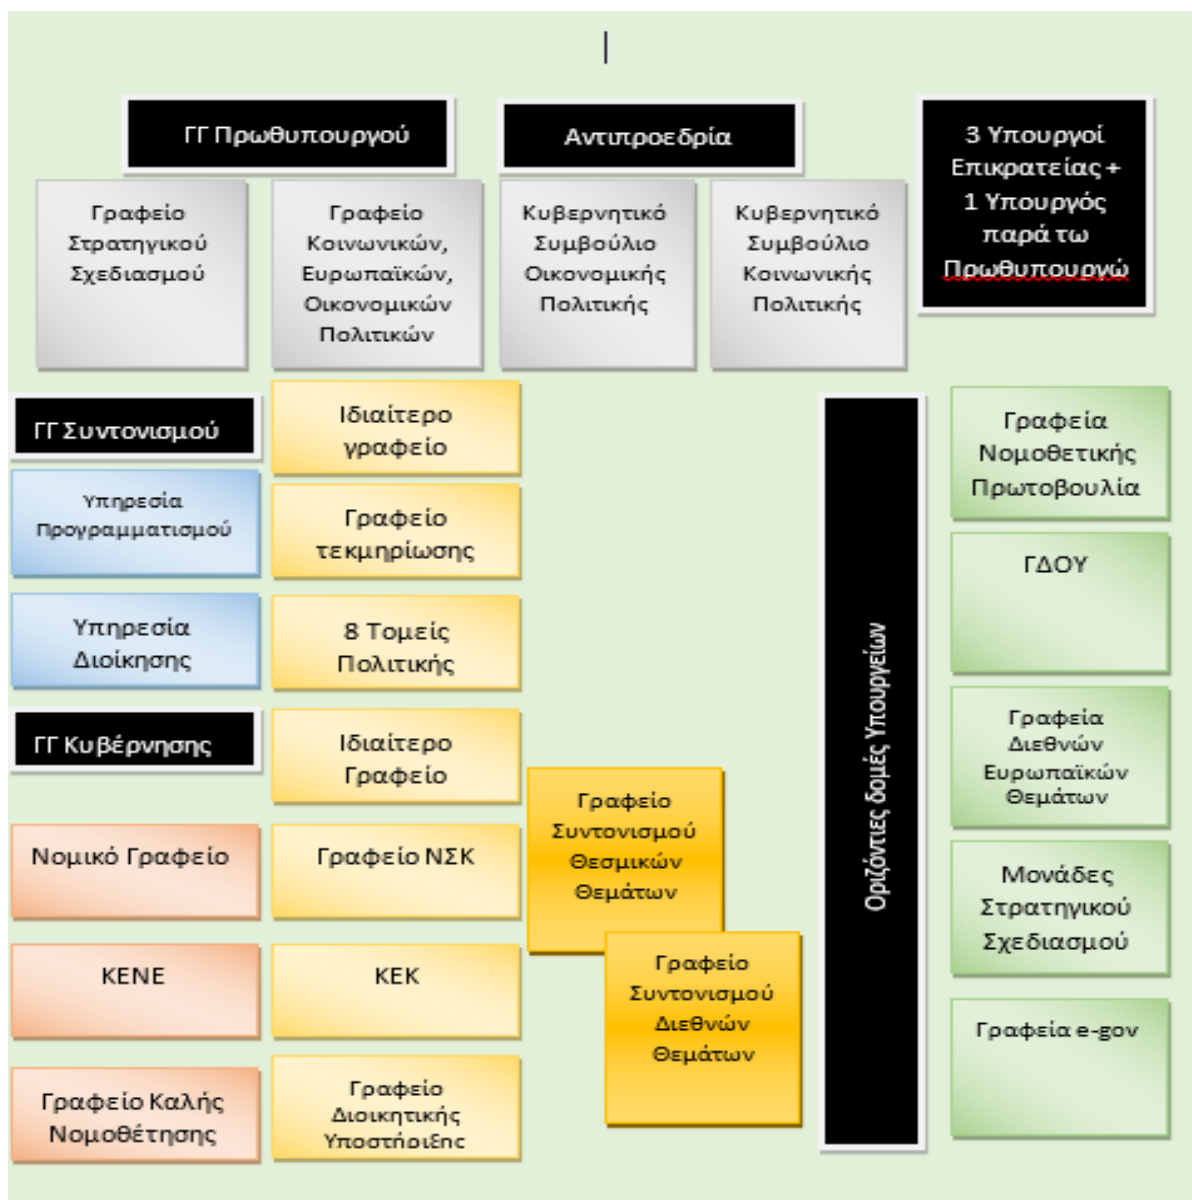 ΓΓ Πρωθυπουργού
Αντιπροεδρία
3 Υπουργοί
Επικρατείας +
1 Υπουργός
παρά τω
Πρωθυπουργώ
Γραφείο
Στρατηγικού
Σχεδιασμού
Γραφείο
Κοινωνικών,
Ευρωπαϊκών,
Οικονομικών
Πολιτικών
Κυβερνητικό
Συμβούλιο
Οικονομικής
Πολιτικής
Κυβερνητικό
Συμβούλιο
Κοινωνικής
Πολιτικής
ΓΓ Συντονισμού
Ιδιαίτερο
γραφείο
Υπηρεσία
Προγραμματισμού
Γραφείο
τεκμηρίωσης
Υπηρεσία
Διοίκησης
8 Τομείς
Πολιτικής
ΓΓ Κυβέρνησης
Ιδιαίτερο
Γραφείο
Νομικό Γραφείο
Γραφείο ΝΣΚ
ΚΕΝΕ
ΚΕΚ
Γραφείο Καλής
Νομοθέτησης
Γραφείο
Διοικητικής
Υποστήριξης
Γραφείο
Συντονισμού
Θεσμικών
Θεμάτων
Γραφείο
Συντονισμού
Διεθνών
Θεμάτων
Οριζόντιες δομές Υπουργείων
Γραφεία
Νομοθετικής
Πρωτοβουλία
ΓΔΟΥ
Γραφεία
Διεθνών
Ευρωπαϊκών
Θεμάτων
Μονάδες
Στρατηγικού
Σχεδιασμού
Γραφεία e-gov